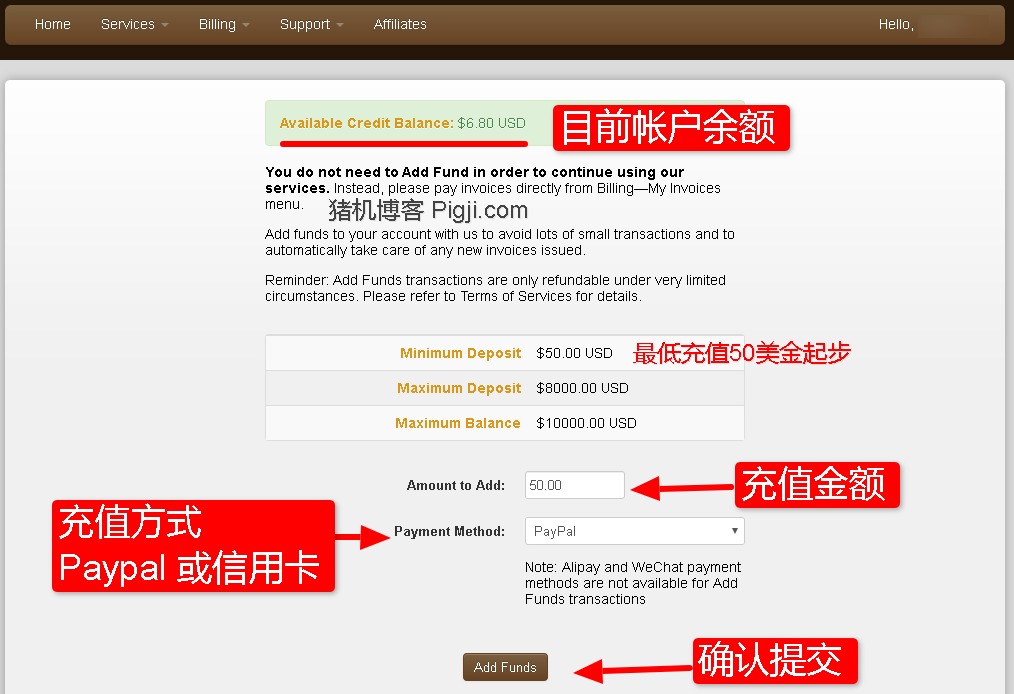 Home Services Billing Support Affiliates Hello,
Available Credit Balance: $6.80 USD
目前帐户余额
You do not need to Add Fund in order to continue using our
services. Instead, please pay invoices directly from Billing—My Invoices
menu.
猪机博客 Pigji.com
Add funds to your account with us to avoid lots of small transactions and to
automatically take care of any new invoices issued.
Reminder: Add Funds transactions are only refundable under very limited
circumstances. Please refer to Terms of Services for details.
Minimum Deposit $50.00 USD 最低充值50美金起步
Maximum Deposit $8000.00 USD
Maximum Balance $10000.00 USD
Amount to Add: 50.00
充值金额
充值方式
Paypal 或信用卡
Payment Method: PayPal
Note: Alipay and WeChat payment
methods are not available for Add
Funds transactions
Add Funds
确认提交